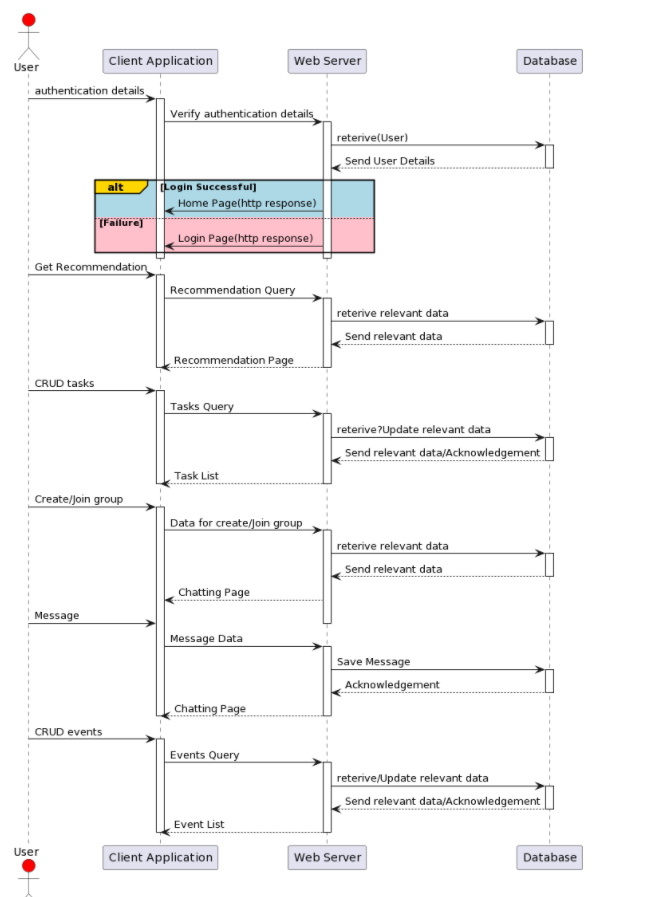 User
Client Application
Web Server
Database
authentication details
Verify authentication details
reterive(User)
Send User Details
alt
[Login Successful]
Home Page(http response)
[Failure]
Login Page(http response)
Get Recommendation
Recommendation Query
reterive relevant data
Send relevant data
Recommendation Page
CRUD tasks
Tasks Query
reterive?Update relevant data
Send relevant data/Acknowledgement
Task List
Create/Join group
Data for create/Join group
reterive relevant data
Send relevant data
Chatting Page
Message
Message Data
Save Message
Acknowledgement
Chatting Page
CRUD events
Events Query
reterive/Update relevant data
Send relevant data/Acknowledgement
Event List
User
Client Application
Web Server
Database